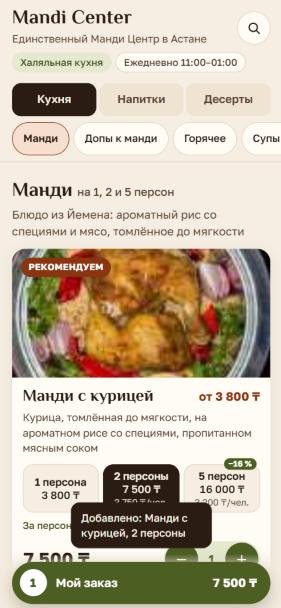 Mandi Center
Единственный Манди Центр в Астане
Халяльная кухня
Ежедневно 11:00–01:00
Кухня
Напитки
Десерты
Манди
Допы к манди
Горячее
Супы
Манди на 1, 2 и 5 персон
Блюдо из Йемена: ароматный рис со
специями и мясо, томлённое до мягкости
РЕКОМЕНДУЕМ
Манди с курицей
от 3 800 ₸
Курица, томлённая до мягкости, на
ароматном рисе со специями, пропитанном
мясным соком
1 персона
3 800 ₸
2 персоны
7 500 ₸
−16 %
5 персон
16 000 ₸
3 200 ₸/чел.
За
Добавлено: Манди с
курицей, 2 персоны
7 500 ₸
− 1 +
1
Мой заказ
7 500 ₸